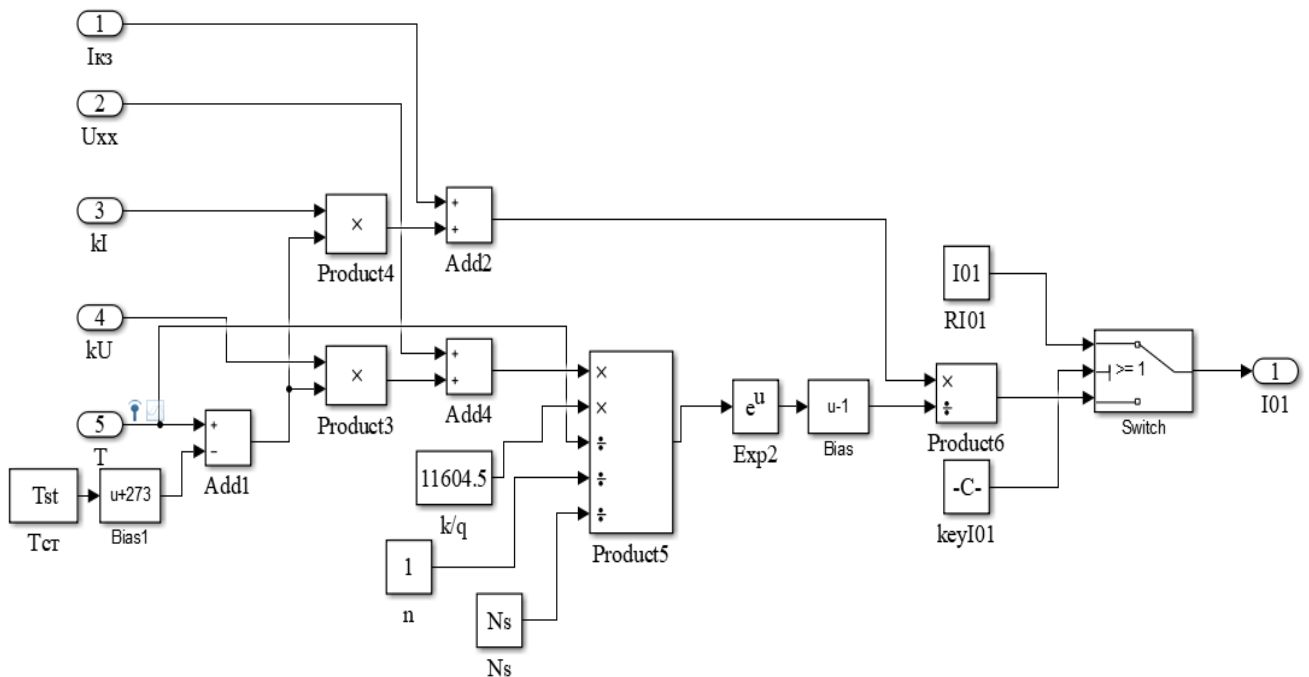 1
Iкз
2
Uxx
3
kI
×
Product4
+
+
Add2
4
kU
×
Product3
+
+
Add4
5
T
+
−
Add1
Tst
Tст
u+273
Bias1
11604.5
k/q
1
n
Ns
Ns
×
×
÷
÷
÷
Product5
e^u
Exp2
u-1
Bias
×
÷
Product6
I01
RI01
-C-
keyI01
>= 1
Switch
1
I01